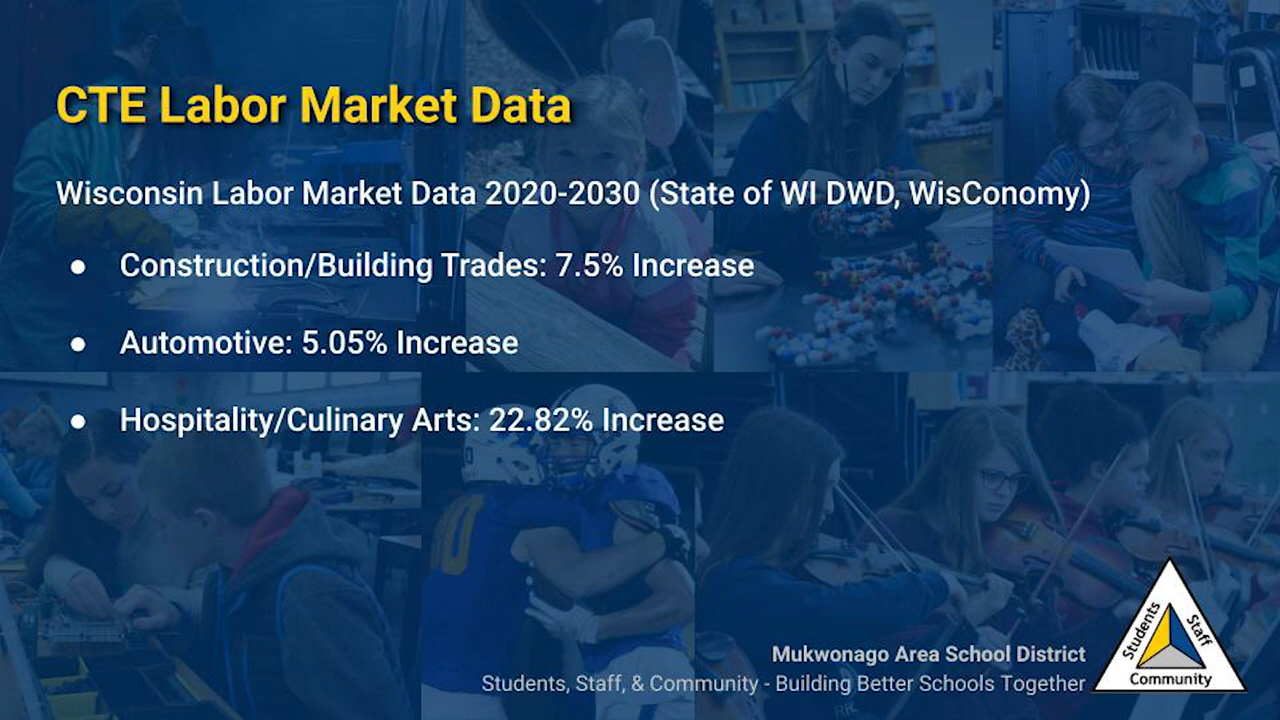 CTE Labor Market Data
Wisconsin Labor Market Data 2020-2030 (State of WI DWD, WisConomy)
● Construction/Building Trades: 7.5% Increase
● Automotive: 5.05% Increase
● Hospitality/Culinary Arts: 22.82% Increase
Mukwonago Area School District
Students, Staff, & Community - Building Better Schools Together
Students
Staff
Community